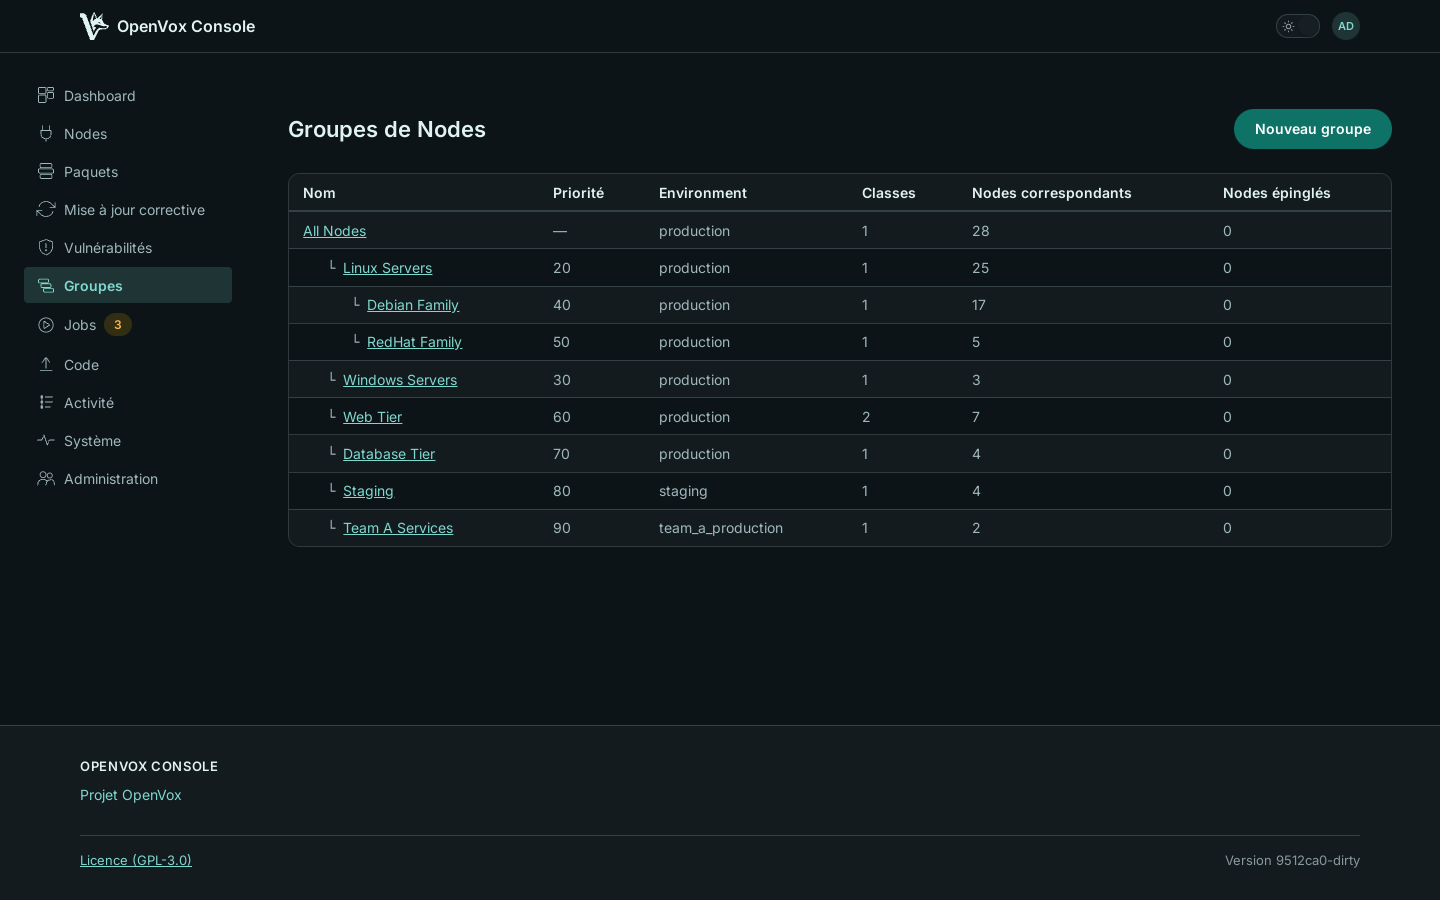 OpenVox Console
AD
Dashboard
Nodes
Paquets
Mise à jour corrective
Vulnérabilités
Groupes
Jobs 3
Code
Activité
Système
Administration
Groupes de Nodes
Nouveau groupe
Nom Priorité Environment Classes Nodes correspondants Nodes épinglés
All Nodes — production 1 28 0
└ Linux Servers 20 production 1 25 0
└ Debian Family 40 production 1 17 0
└ RedHat Family 50 production 1 5 0
└ Windows Servers 30 production 1 3 0
└ Web Tier 60 production 2 7 0
└ Database Tier 70 production 1 4 0
└ Staging 80 staging 1 4 0
└ Team A Services 90 team_a_production 1 2 0
OPENVOX CONSOLE
Projet OpenVox
Licence (GPL-3.0)
Version 9512ca0-dirty